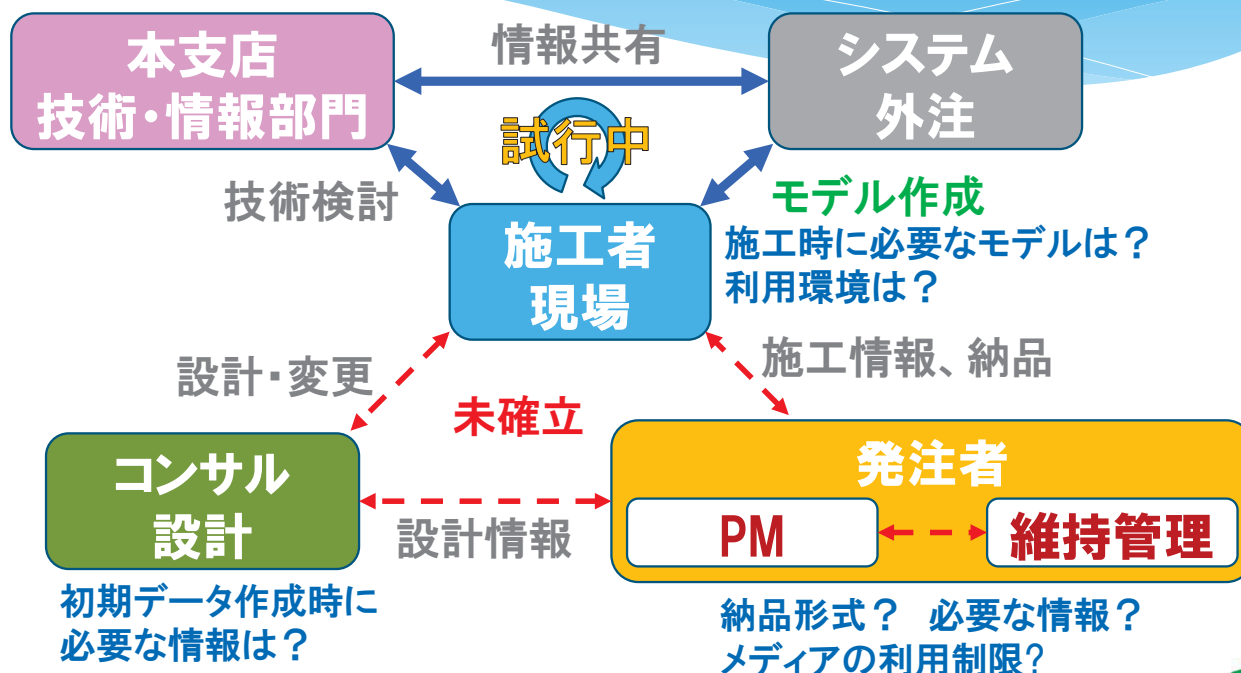 本支店
技術・情報部門
情報共有
システム
外注
試行中
技術検討
モデル作成
施工者
現場
施工時に必要なモデルは？
利用環境は？
設計・変更
施工情報、納品
未確立
コンサル
設計
設計情報
発注者
PM
維持管理
初期データ作成時に
必要な情報は？
納品形式？ 必要な情報？
メディアの利用制限?